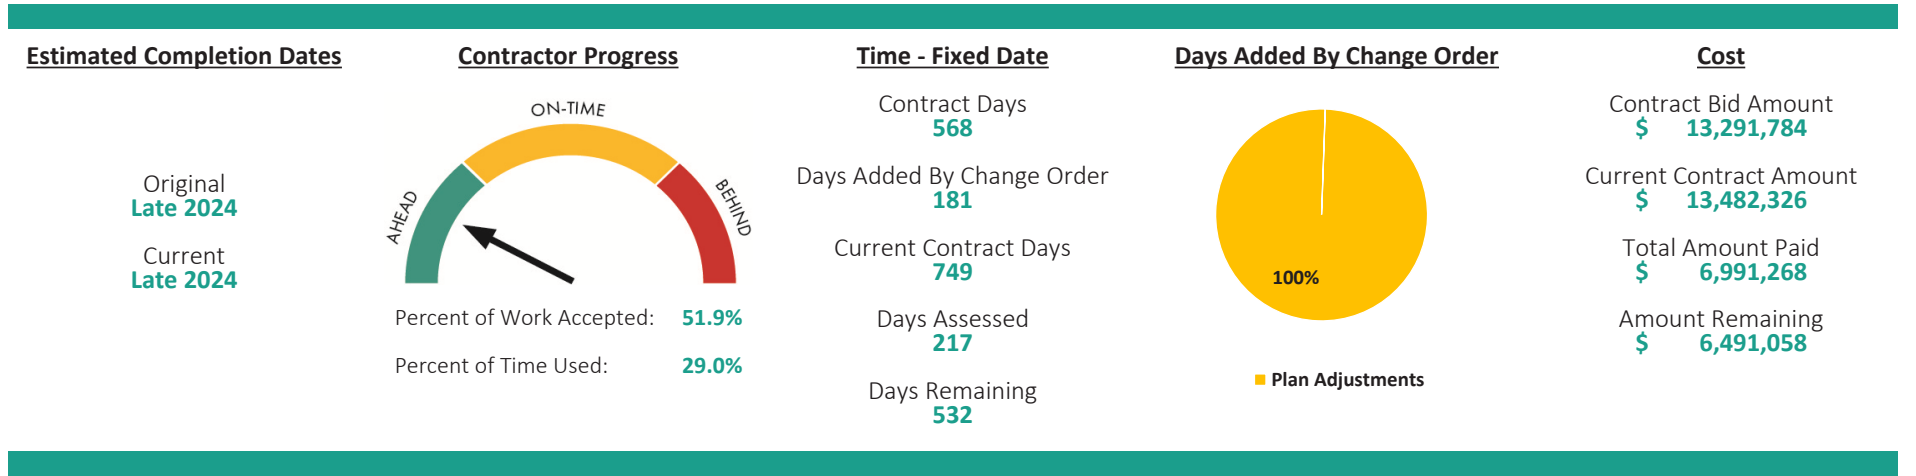 Estimated Completion Dates
Original
Late 2024
Current
Late 2024
Contractor Progress
AHEAD
ON-TIME
BEHIND
Percent of Work Accepted: 51.9%
Percent of Time Used: 29.0%
Time - Fixed Date
Contract Days
568
Days Added By Change Order
181
Current Contract Days
749
Days Assessed
217
Days Remaining
532
Days Added By Change Order
100%
Plan Adjustments
Cost
Contract Bid Amount
$ 13,291,784
Current Contract Amount
$ 13,482,326
Total Amount Paid
$ 6,991,268
Amount Remaining
$ 6,491,058